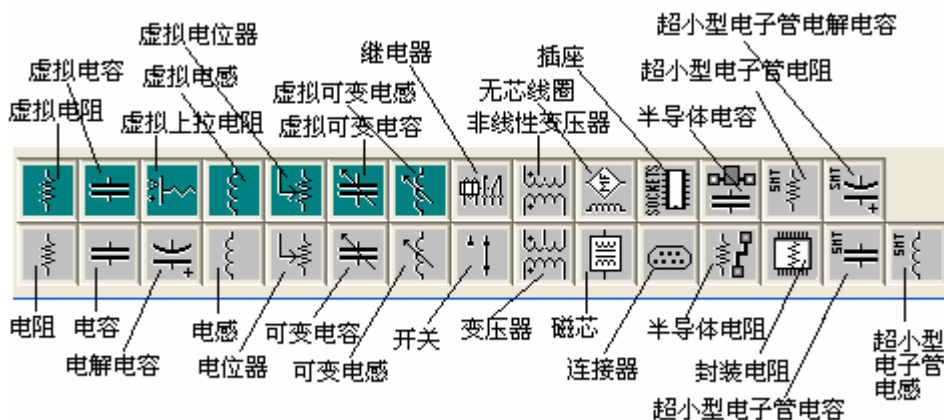 超小型电子管电解电容
虚拟电位器
继电器
插座
超小型电子管电阻
虚拟电容
虚拟电感
无芯线圈
虚拟可变电感
半导体电容
虚拟电阻
虚拟上拉电阻
虚拟可变电容
非线性变压器
MF
SOCKETS
SMT
SMT
SMT
SMT
电阻
电容
电感
可变电容
开关
变压器
磁芯
半导体电阻
超小型
电子管
电感
电解电容
电位器
可变电感
连接器
封装电阻
超小型电子管电容